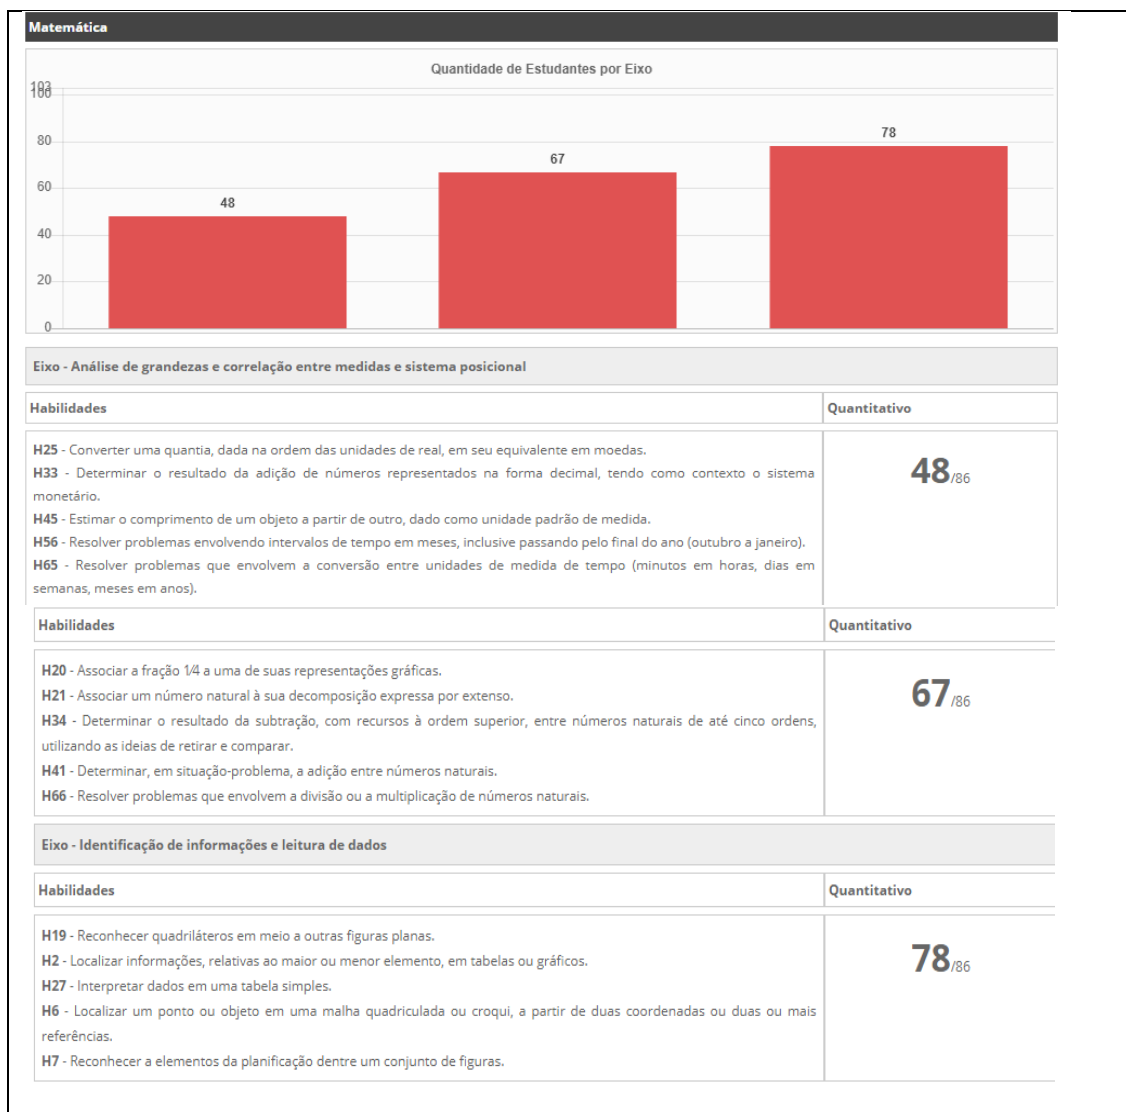 Matemática
Quantidade de Estudantes por Eixo
103
100
80
60
40
20
0
48
67
78
Eixo - Análise de grandezas e correlação entre medidas e sistema posicional
Habilidades Quantitativo
H25 - Converter uma quantia, dada na ordem das unidades de real, em seu equivalente em moedas.
H33 - Determinar o resultado da adição de números representados na forma decimal, tendo como contexto o sistema
monetário.
H45 - Estimar o comprimento de um objeto a partir de outro, dado como unidade padrão de medida.
H56 - Resolver problemas envolvendo intervalos de tempo em meses, inclusive passando pelo final do ano (outubro a janeiro).
H65 - Resolver problemas que envolvem a conversão entre unidades de medida de tempo (minutos em horas, dias em
semanas, meses em anos).
48/86
Habilidades Quantitativo
H20 - Associar a fração 1/4 a uma de suas representações gráficas.
H21 - Associar um número natural à sua decomposição expressa por extenso.
H34 - Determinar o resultado da subtração, com recursos à ordem superior, entre números naturais de até cinco ordens,
utilizando as ideias de retirar e comparar.
H41 - Determinar, em situação-problema, a adição entre números naturais.
H66 - Resolver problemas que envolvem a divisão ou a multiplicação de números naturais.
67/86
Eixo - Identificação de informações e leitura de dados
Habilidades Quantitativo
H19 - Reconhecer quadriláteros em meio a outras figuras planas.
H2 - Localizar informações, relativas ao maior ou menor elemento, em tabelas ou gráficos.
H27 - Interpretar dados em uma tabela simples.
H6 - Localizar um ponto ou objeto em uma malha quadriculada ou croqui, a partir de duas coordenadas ou duas ou mais
referências.
H7 - Reconhecer a elementos da planificação dentre um conjunto de figuras.
78/86